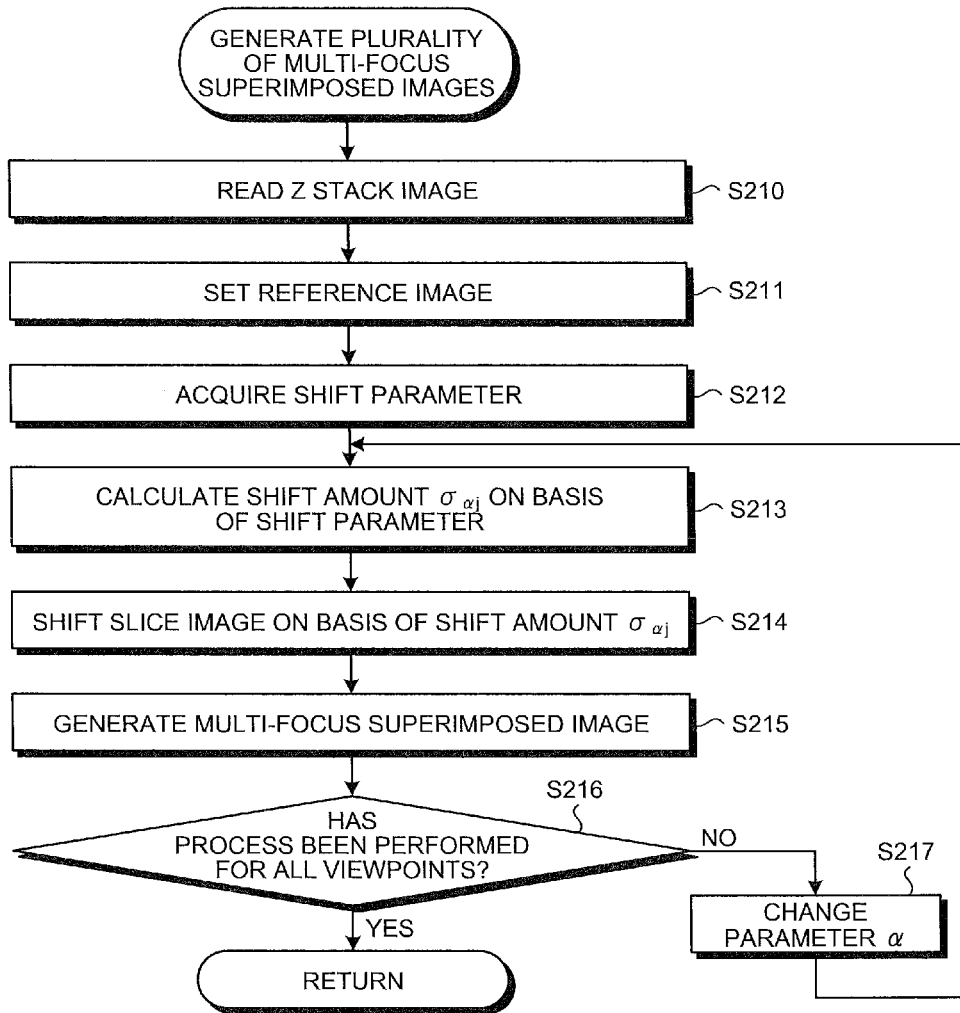 GENERATE PLURALITY
OF MULTI-FOCUS
SUPERIMPOSED IMAGES
READ Z STACK IMAGE
S210
SET REFERENCE IMAGE
S211
ACQUIRE SHIFT PARAMETER
S212
CALCULATE SHIFT AMOUNT σαj ON BASIS
OF SHIFT PARAMETER
S213
SHIFT SLICE IMAGE ON BASIS OF SHIFT AMOUNT σαj
S214
GENERATE MULTI-FOCUS SUPERIMPOSED IMAGE
S215
S216
HAS
PROCESS BEEN PERFORMED
FOR ALL VIEWPOINTS?
NO
S217
CHANGE
PARAMETER α
YES
RETURN